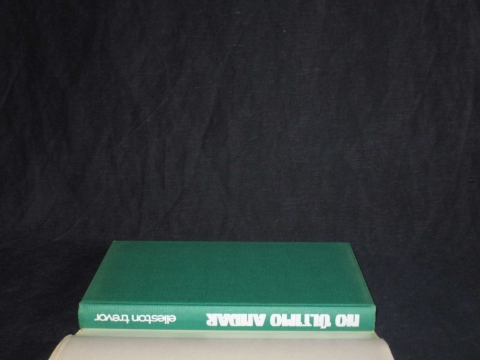 NO ÚLTIMO ANDAR
elleston trevor